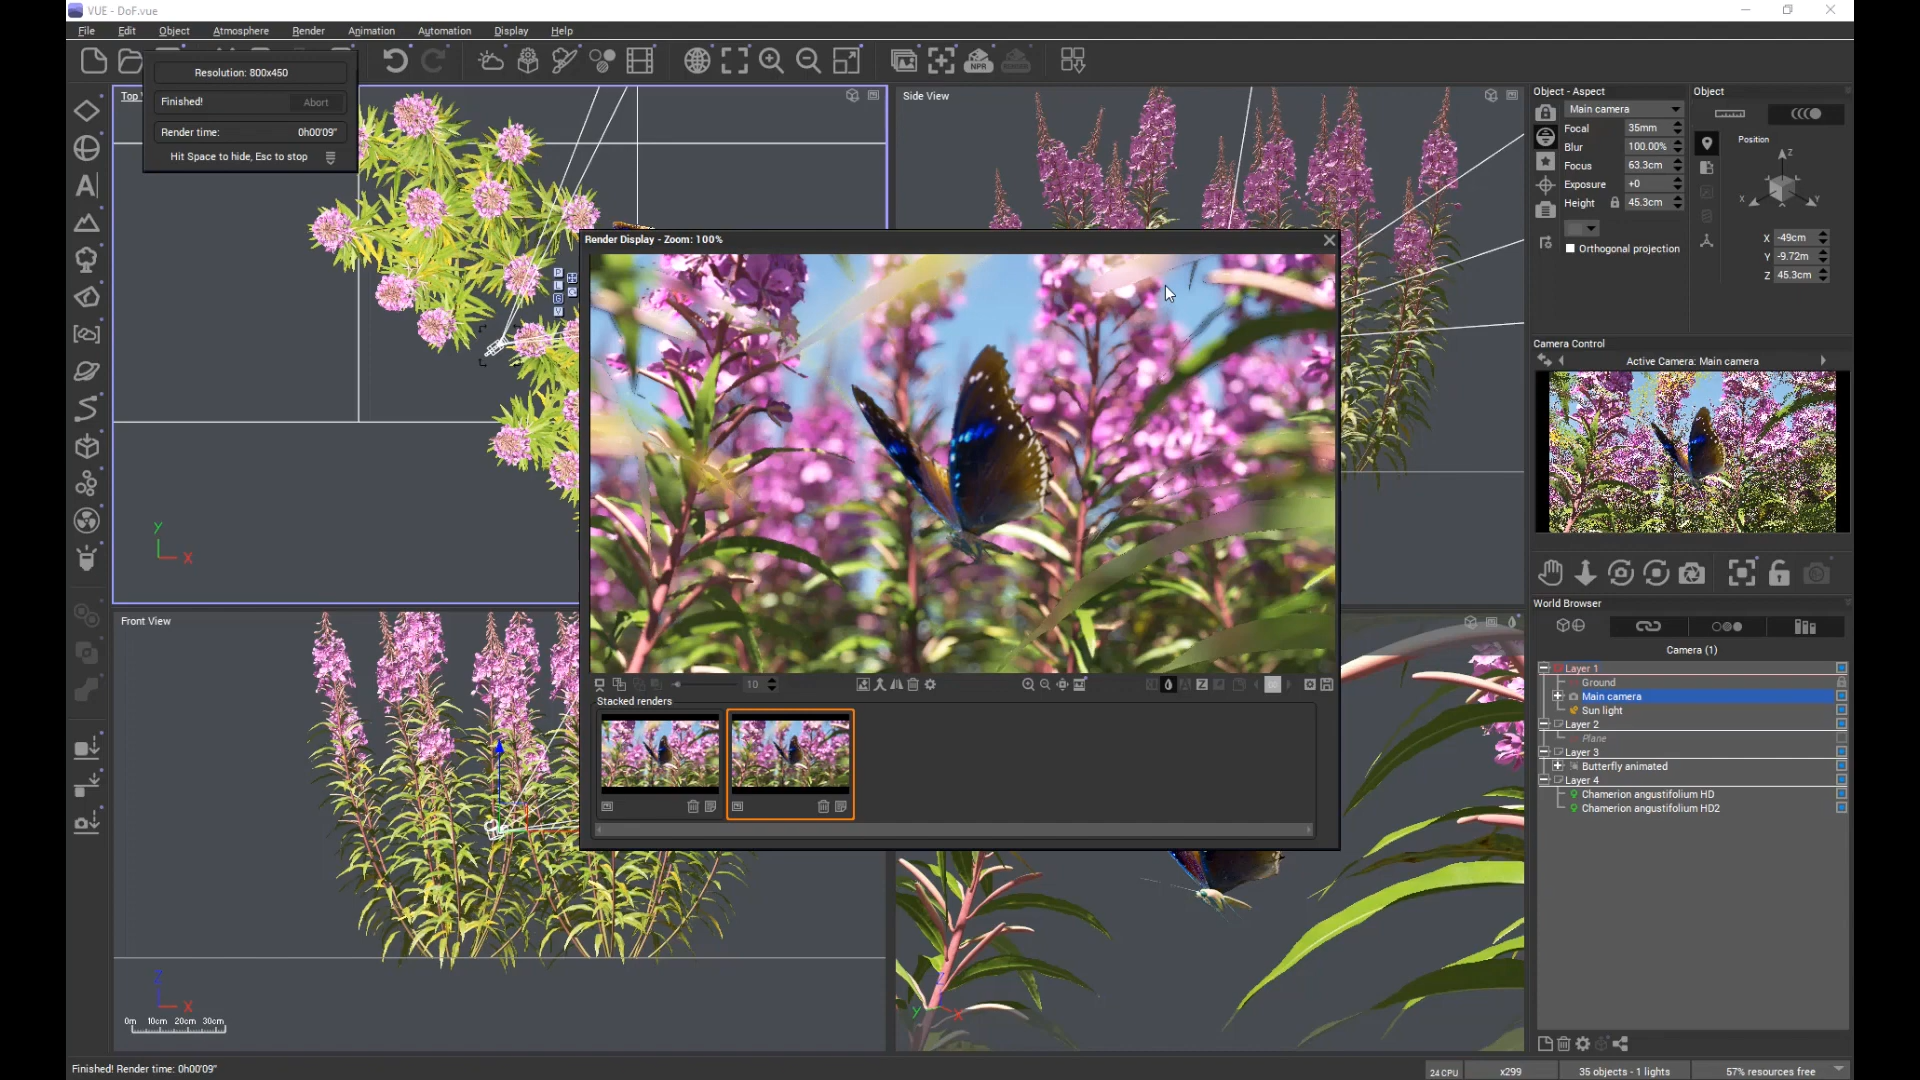 VUE - DoF.vue
File Edit Object Atmosphere Render Animation Automation Display Help
Resolution: 800x450
Finished! Abort
Render time: 0h00'09"
Hit Space to hide, Esc to stop
Top
Side View
Front View
Y
X
Z
X
0m 10cm 20cm 30cm
Y X
NPR
Render Display - Zoom: 100%
10
Stacked renders
Object - Aspect
Main camera
Focal 35mm
Blur 100.00%
Focus 63.3cm
Exposure +0
Height 45.3cm
Orthogonal projection
Object
Position
Z
X Y
X -49cm
Y -9.72m
Z 45.3cm
Camera Control
Active Camera: Main camera
World Browser
Camera (1)
Layer 1
Ground
Main camera
Sun light
Layer 2
Plane
Layer 3
Butterfly animated
Layer 4
Chamerion angustifolium HD
Chamerion angustifolium HD2
Finished! Render time: 0h00'09"
24 CPU x299 35 objects - 1 lights 57% resources free